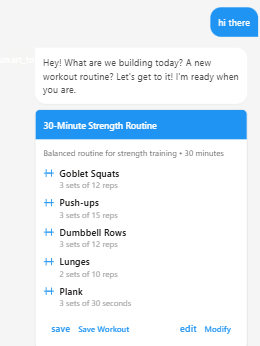 hi there
Hey! What are we building today? A new
workout routine? Let's get to it! I'm ready when
you are.
30-Minute Strength Routine
Balanced routine for strength training • 30 minutes
Goblet Squats
3 sets of 12 reps
Push-ups
3 sets of 15 reps
Dumbbell Rows
3 sets of 12 reps
Lunges
2 sets of 10 reps
Plank
3 sets of 30 seconds
save Save Workout edit Modify